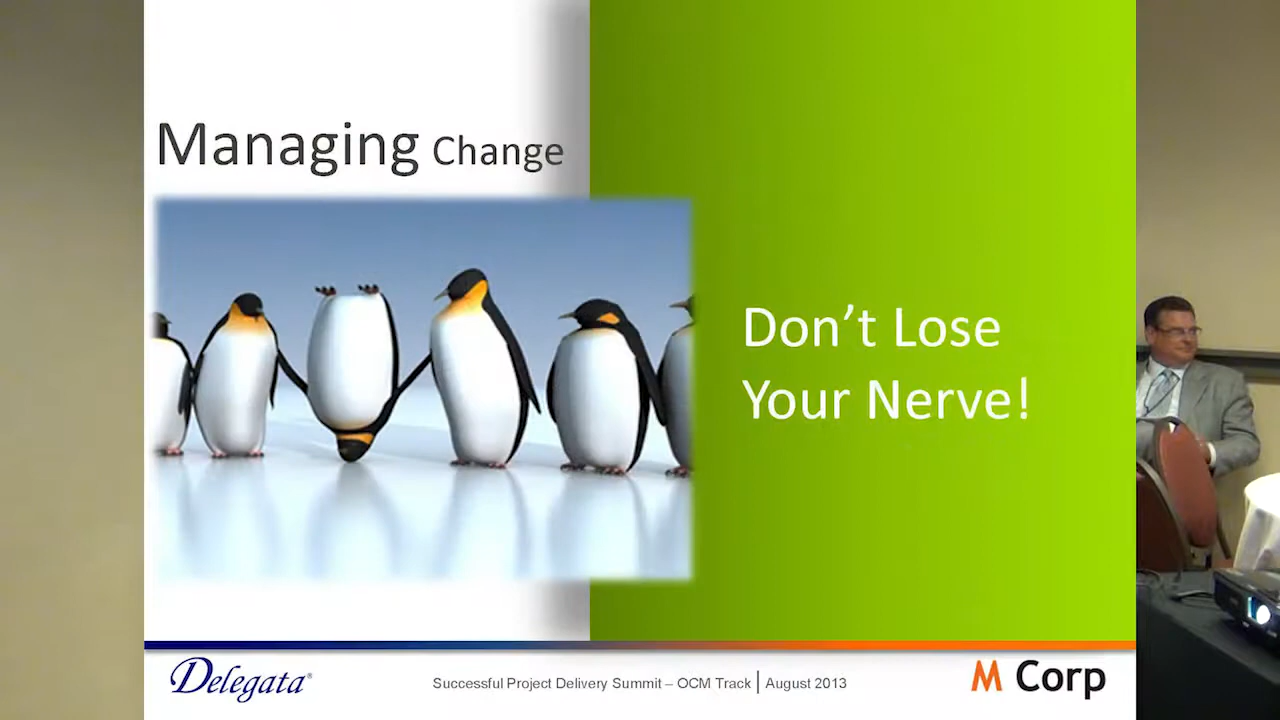 Managing Change
Don't Lose
Your Nerve!
Delegata®
Successful Project Delivery Summit – OCM Track | August 2013
M Corp